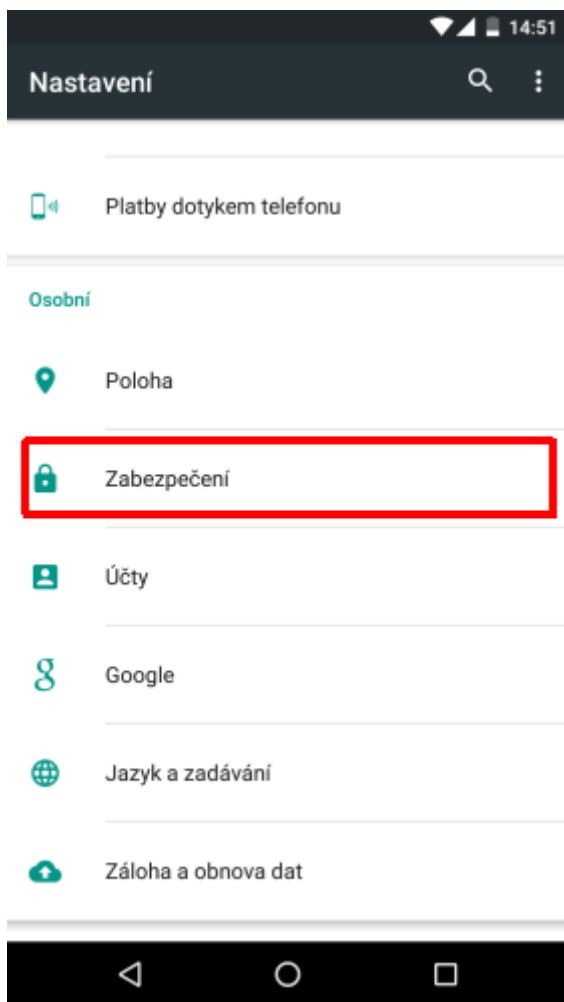 14:51
Nastavení
Platby dotykem telefonu
Osobní
Poloha
Zabezpečení
Účty
Google
Jazyk a zadávání
Záloha a obnova dat